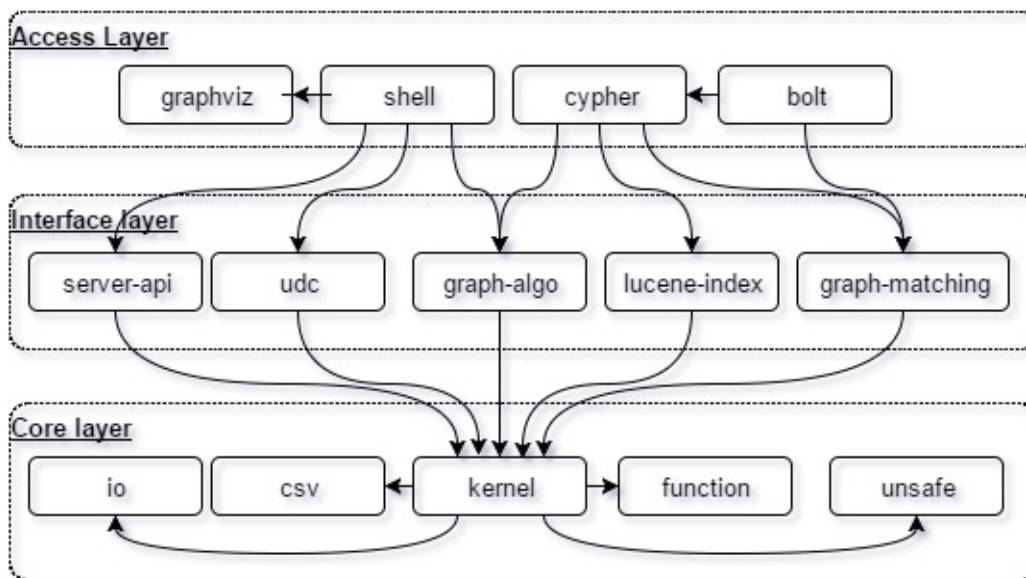 Access Layer
graphviz shell cypher bolt
Interface layer
server-api udc graph-algo lucene-index graph-matching
Core layer
io csv kernel function unsafe